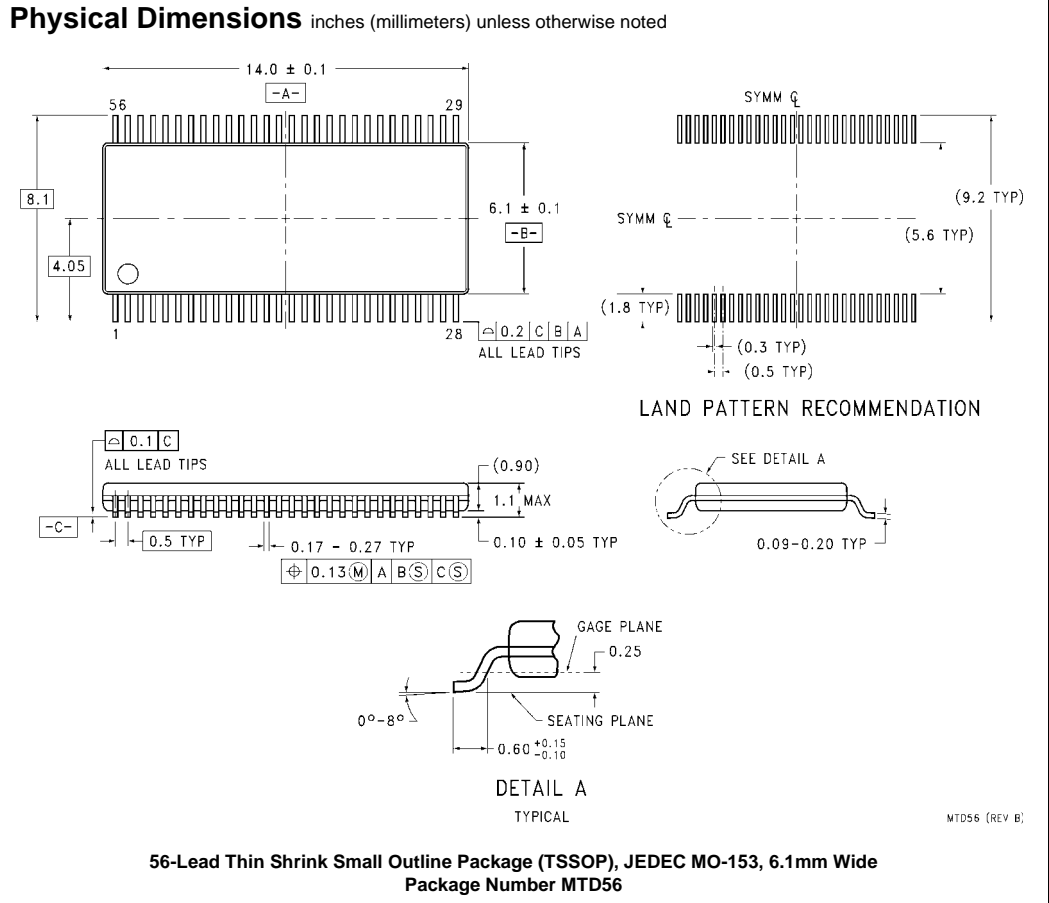 Physical Dimensions inches (millimeters) unless otherwise noted
14.0 ± 0.1
-A-
56
29
8.1
4.05
6.1 ± 0.1
-B-
1
28
⌓ 0.2 C B A
ALL LEAD TIPS
SYMM ℄
SYMM ℄
(9.2 TYP)
(5.6 TYP)
(1.8 TYP)
(0.3 TYP)
(0.5 TYP)
LAND PATTERN RECOMMENDATION
⌓ 0.1 C
ALL LEAD TIPS
(0.90)
1.1 MAX
-C-
0.5 TYP
0.17 - 0.27 TYP
0.10 ± 0.05 TYP
⌖ 0.13Ⓜ A BⓈ CⓈ
SEE DETAIL A
0.09-0.20 TYP
GAGE PLANE
0.25
0°-8°
SEATING PLANE
0.60 +0.15 -0.10
DETAIL A
TYPICAL
MTD56 (REV B)
56-Lead Thin Shrink Small Outline Package (TSSOP), JEDEC MO-153, 6.1mm Wide
Package Number MTD56